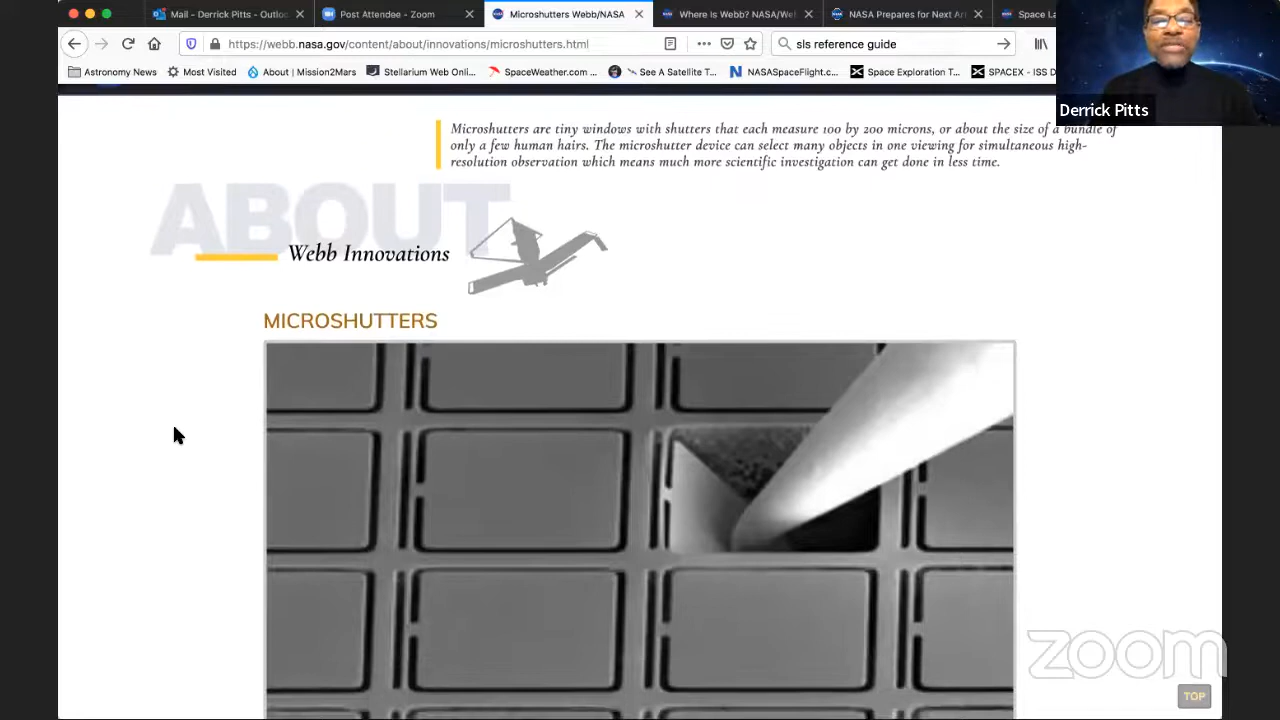 Mail - Derrick Pitts - Outloo
Post Attendee - Zoom
Microshutters Webb/NASA
Where Is Webb? NASA/We
NASA Prepares for Next Ar
Space La
https://webb.nasa.gov/content/about/innovations/microshutters.html
sls reference guide
Astronomy News
Most Visited
About | Mission2Mars
Stellarium Web Onli...
SpaceWeather.com ...
See A Satellite T...
NASASpaceFlight.c...
Space Exploration T...
SPACEX - ISS D
Derrick Pitts
Microshutters are tiny windows with shutters that each measure 100 by 200 microns, or about the size of a bundle of
only a few human hairs. The microshutter device can select many objects in one viewing for simultaneous high-
resolution observation which means much more scientific investigation can get done in less time.
ABOUT
Webb Innovations
MICROSHUTTERS
zoom
TOP